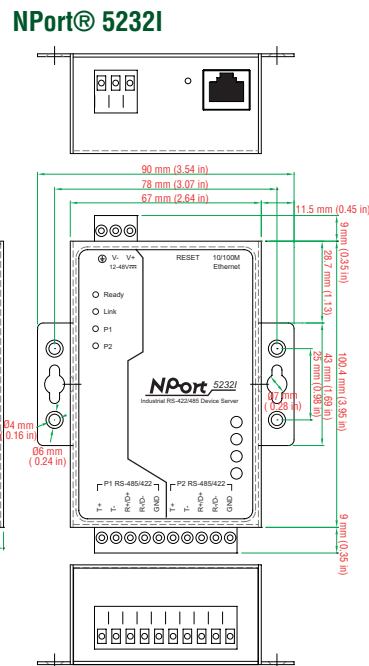 NPort® 5232I
90 mm (3.54 in)
78 mm (3.07 in)
67 mm (2.64 in)
11.5 mm (0.45 in)
9 mm (0.35 in)
V- V+
12-48V
RESET
10/100M
Ethernet
28.7 mm (1.13)
Ready
Link
P1
P2
100.4 mm (3.95 in)
43 mm (1.69 in)
25 mm (0.98 in)
NPort 5232I
Industrial RS-422/485 Device Server
Ø7 mm
( 0.28 in)
Ø4 mm
( 0.16 in)
Ø6 mm
( 0.24 in)
P1 RS-485/422
P2 RS-485/422
T+ T- R+/D+ R-/D- GND T+ T- R+/D+ R-/D- GND
9 mm (0.35 in)